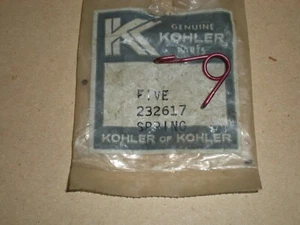 GENUINE
KOHLER
PARTS
FIVE
232617
SPRING
KOHLER OF KOHLER